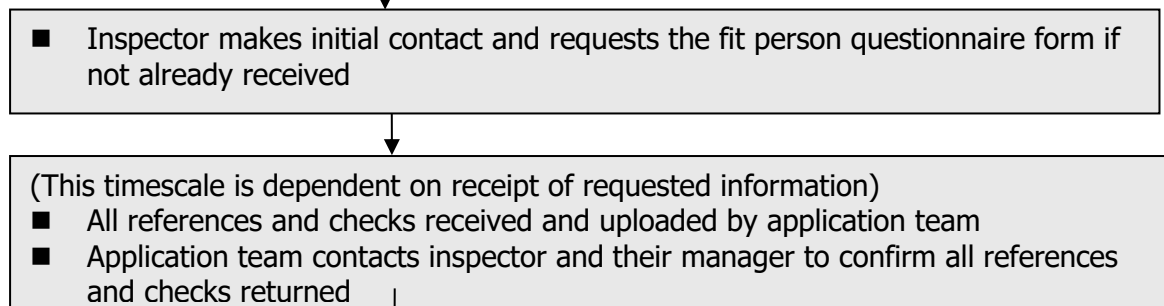 ■ Inspector makes initial contact and requests the fit person questionnaire form if
not already received
(This timescale is dependent on receipt of requested information)
■ All references and checks received and uploaded by application team
■ Application team contacts inspector and their manager to confirm all references
and checks returned